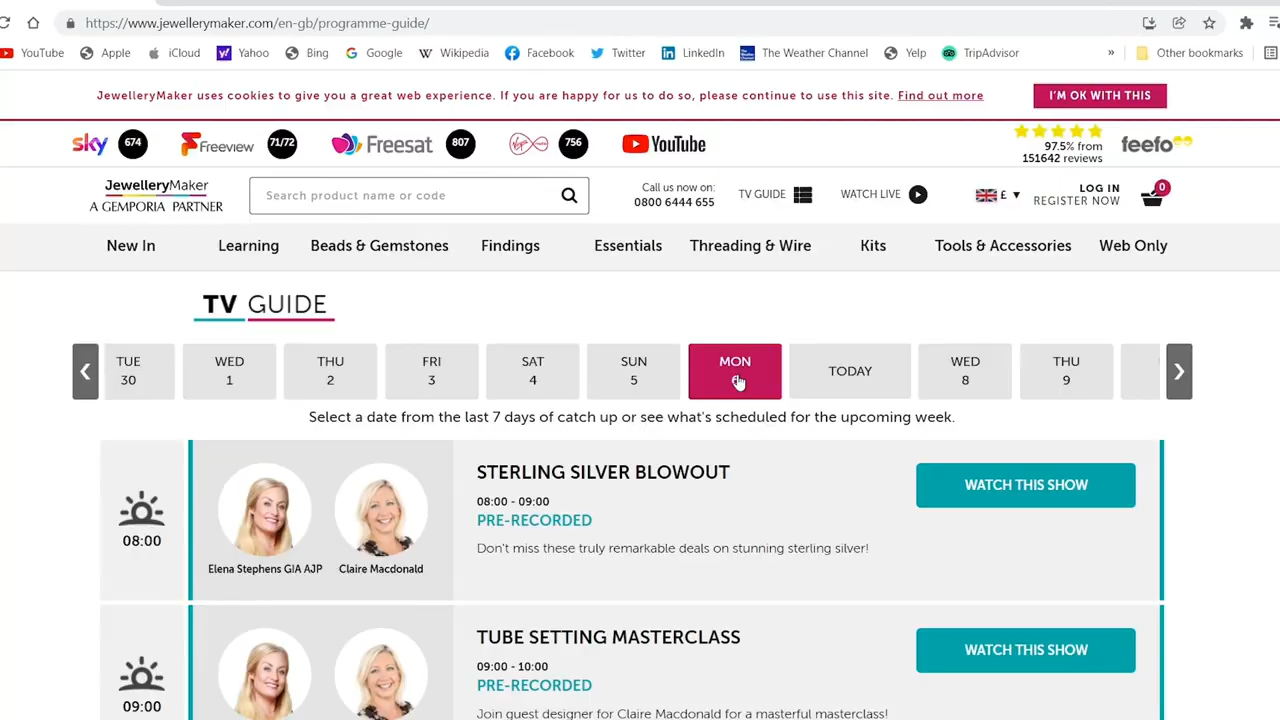 https://www.jewellerymaker.com/en-gb/programme-guide/
YouTube Apple iCloud Yahoo Bing Google Wikipedia Facebook Twitter LinkedIn The Weather Channel Yelp TripAdvisor » Other bookmarks
JewelleryMaker uses cookies to give you a great web experience. If you are happy for us to do so, please continue to use this site. Find out more I'M OK WITH THIS
sky 674 Freeview 71/72 Freesat 807 756 YouTube
97.5% from
151642 reviews
feefo
JewelleryMaker
A GEMPORIA PARTNER
Search product name or code
Call us now on:
0800 6444 655
TV GUIDE WATCH LIVE £
LOG IN
REGISTER NOW
0
New In Learning Beads & Gemstones Findings Essentials Threading & Wire Kits Tools & Accessories Web Only
TV GUIDE
TUE WED THU FRI SAT SUN MON TODAY WED THU
30 1 2 3 4 5 8 9
Select a date from the last 7 days of catch up or see what's scheduled for the upcoming week.
08:00
Elena Stephens GIA AJP Claire Macdonald
STERLING SILVER BLOWOUT
08:00 - 09:00
PRE-RECORDED
Don't miss these truly remarkable deals on stunning sterling silver!
WATCH THIS SHOW
09:00
TUBE SETTING MASTERCLASS
09:00 - 10:00
PRE-RECORDED
Join guest designer for Claire Macdonald for a masterful masterclass!
WATCH THIS SHOW